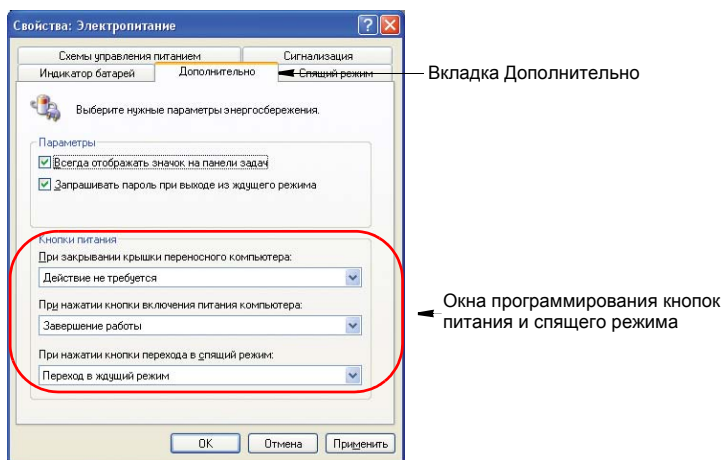 Свойства: Электропитание
Схемы управления питанием
Сигнализация
Индикатор батарей
Дополнительно
Спящий режим
Вкладка Дополнительно
Выберите нужные параметры энергосбережения.
Параметры
Всегда отображать значок на панели задач
Запрашивать пароль при выходе из ждущего режима
Кнопки питания
При закрывании крышки переносного компьютера:
Действие не требуется
При нажатии кнопки включения питания компьютера:
Завершение работы
При нажатии кнопки перехода в спящий режим:
Переход в ждущий режим
Окна программирования кнопок
питания и спящего режима
OK
Отмена
Применить